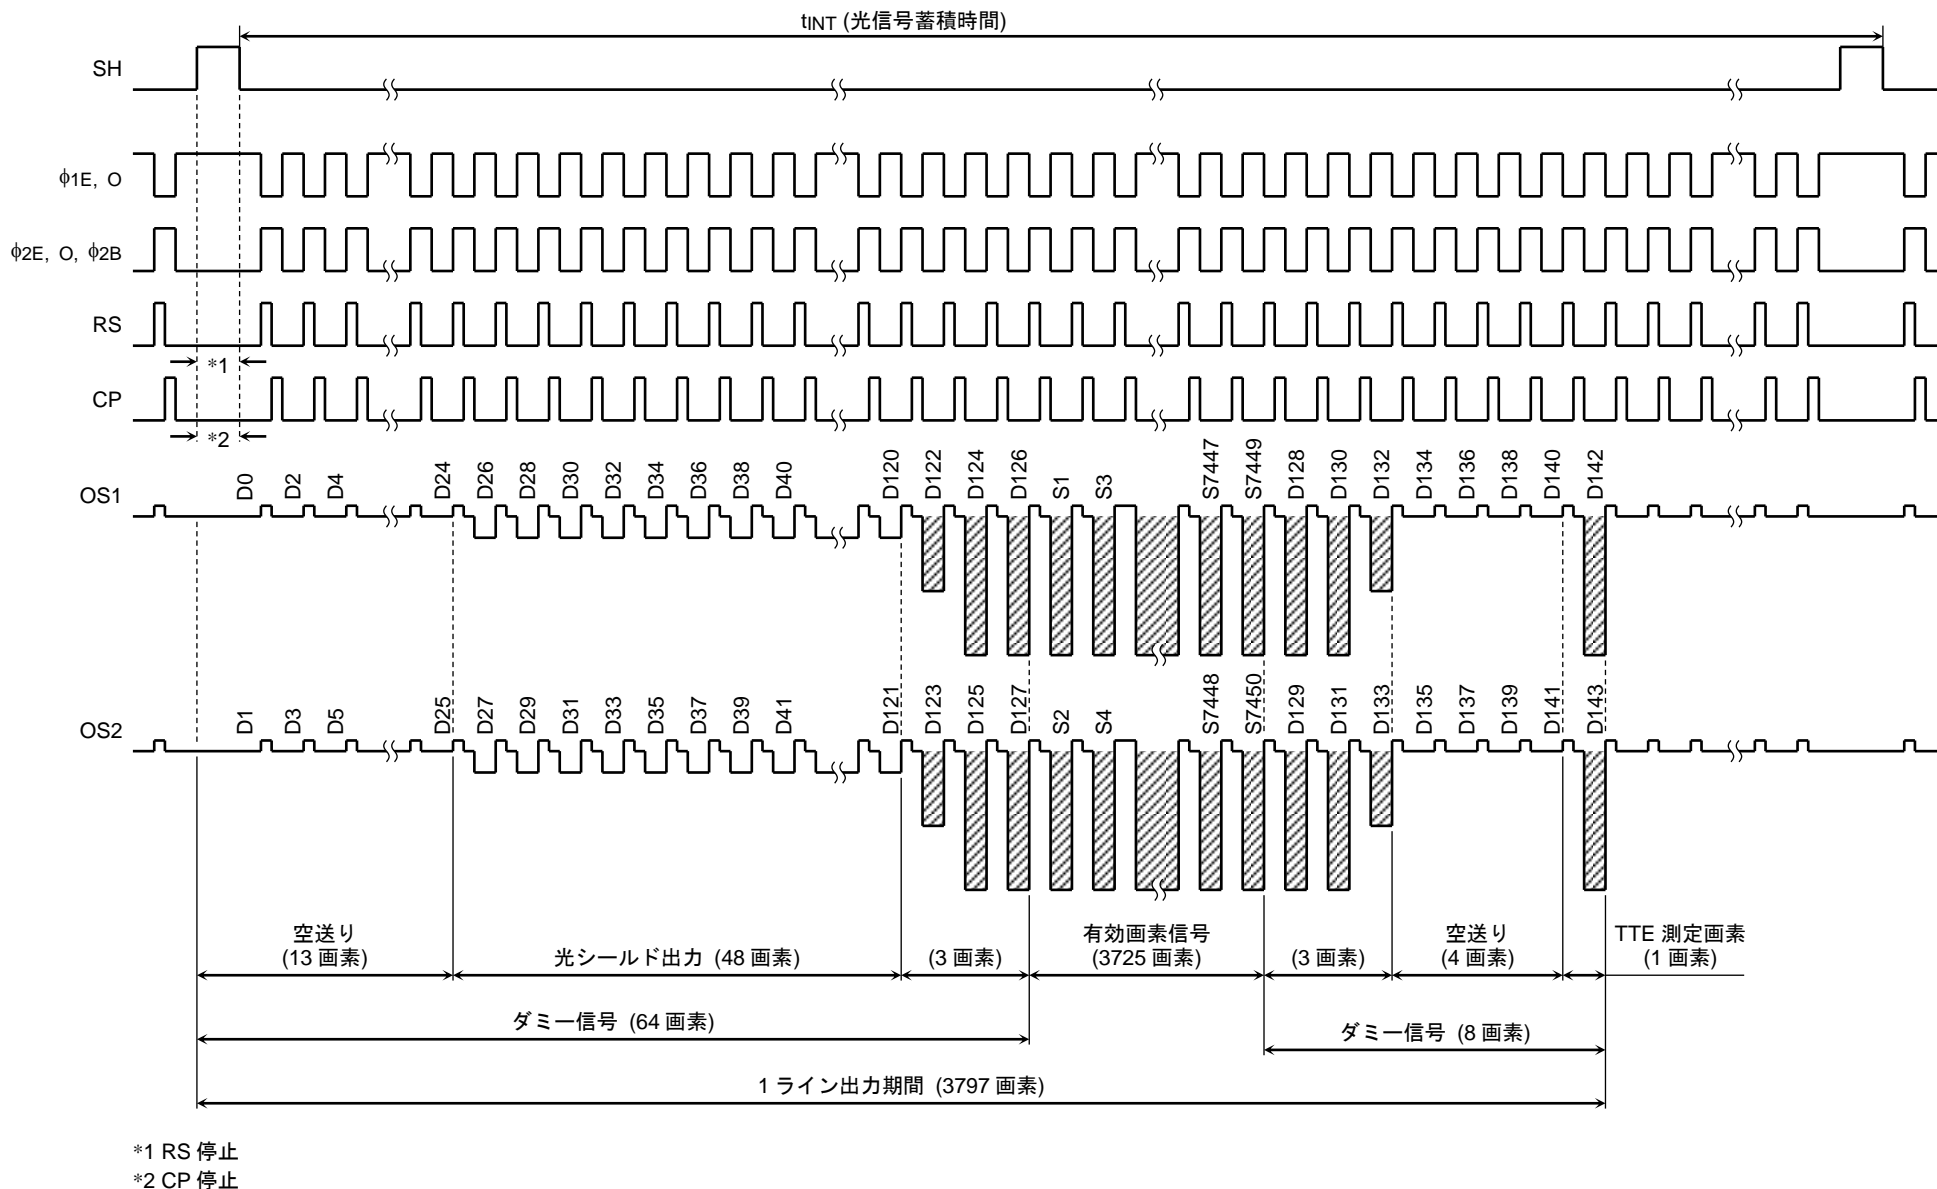 tINT (光信号蓄積時間)
SH
ϕ1E, O
ϕ2E, O, ϕ2B
RS
*1
CP
*2
OS1
D0 D2 D4 D24 D26 D28 D30 D32 D34 D36 D38 D40 D120 D122 D124 D126 S1 S3 S7447 S7449 D128 D130 D132 D134 D136 D138 D140 D142
OS2
D1 D3 D5 D25 D27 D29 D31 D33 D35 D37 D39 D41 D121 D123 D125 D127 S2 S4 S7448 S7450 D129 D131 D133 D135 D137 D139 D141 D143
空送り
(13 画素)
光シールド出力 (48 画素)
(3 画素)
有効画素信号
(3725 画素)
(3 画素)
空送り
(4 画素)
TTE 測定画素
(1 画素)
ダミー信号 (64 画素)
ダミー信号 (8 画素)
1 ライン出力期間 (3797 画素)
*1 RS 停止
*2 CP 停止